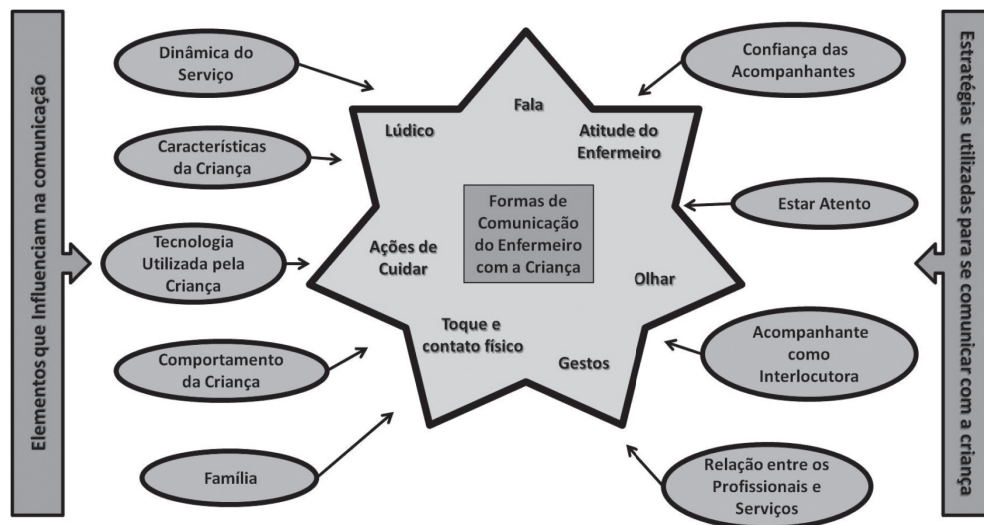 Elementos que Influenciam na comunicação
Dinâmica do
Serviço
Características
da Criança
Tecnologia
Utilizada pela
Criança
Comportamento
da Criança
Família
Fala
Lúdico
Atitude do
Enfermeiro
Formas de
Comunicação
do Enfermeiro
com a Criança
Ações de
Cuidar
Olhar
Toque e
contato físico
Gestos
Confiança das
Acompanhantes
Estar Atento
Acompanhante
como
Interlocutora
Relação entre os
Profissionais e
Serviços
Estratégias utilizadas para se comunicar com a criança